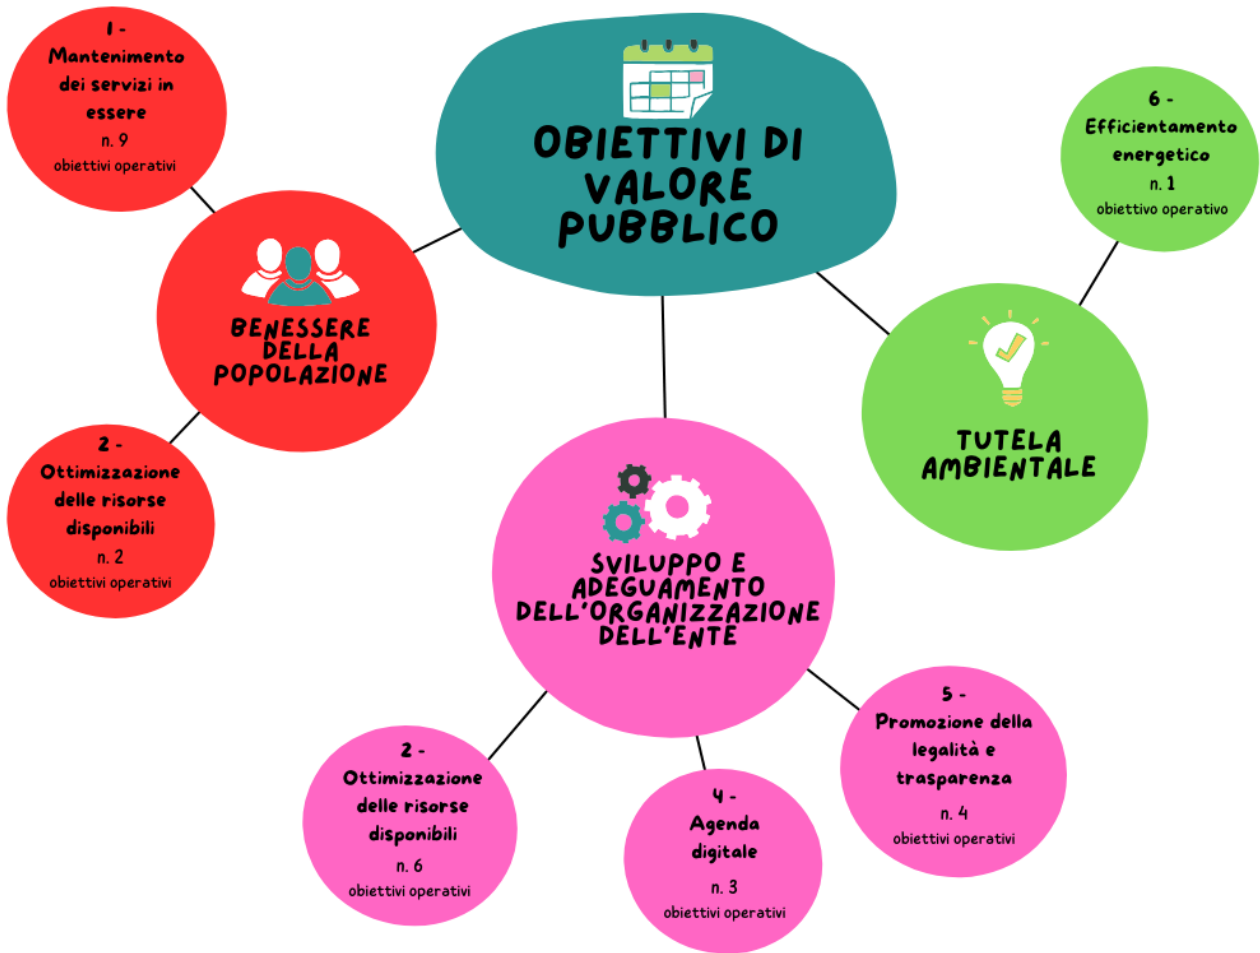 OBIETTIVI DI
VALORE
PUBBLICO
BENESSERE
DELLA
POPOLAZIONE
1 -
Mantenimento
dei servizi in
essere
n. 9
obiettivi operativi
2 -
Ottimizzazione
delle risorse
disponibili
n. 2
obiettivi operativi
SVILUPPO E
ADEGUAMENTO
DELL'ORGANIZZAZIONE
DELL'ENTE
2 -
Ottimizzazione
delle risorse
disponibili
n. 6
obiettivi operativi
4 -
Agenda
digitale
n. 3
obiettivi operativi
5 -
Promozione della
legalità e
trasparenza
n. 4
obiettivi operativi
TUTELA
AMBIENTALE
6 -
Efficientamento
energetico
n. 1
obiettivo operativo